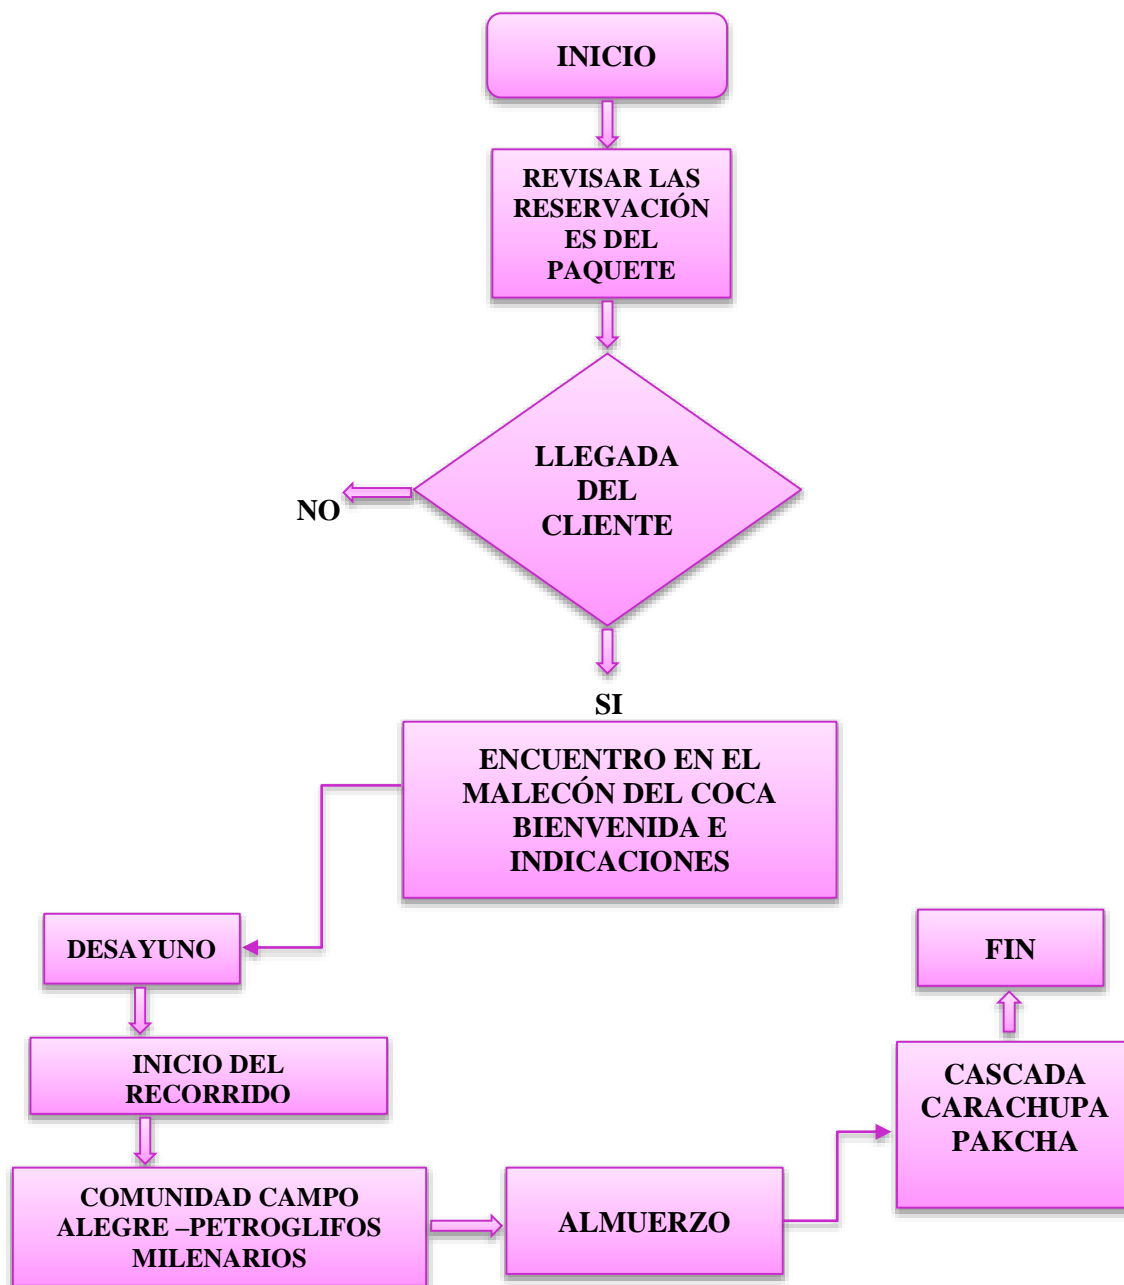 INICIO
REVISAR LAS
RESERVACIÓN
ES DEL
PAQUETE
LLEGADA
DEL
CLIENTE
NO
SI
ENCUENTRO EN EL
MALECÓN DEL COCA
BIENVENIDA E
INDICACIONES
DESAYUNO
INICIO DEL
RECORRIDO
COMUNIDAD CAMPO
ALEGRE –PETROGLIFOS
MILENARIOS
ALMUERZO
CASCADA
CARACHUPA
PAKCHA
FIN